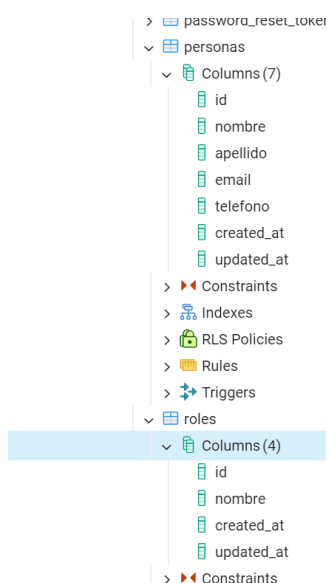 password_reset_token
personas
Columns (7)
id
nombre
apellido
email
telefono
created_at
updated_at
Constraints
Indexes
RLS Policies
Rules
Triggers
roles
Columns (4)
id
nombre
created_at
updated_at
Constraints